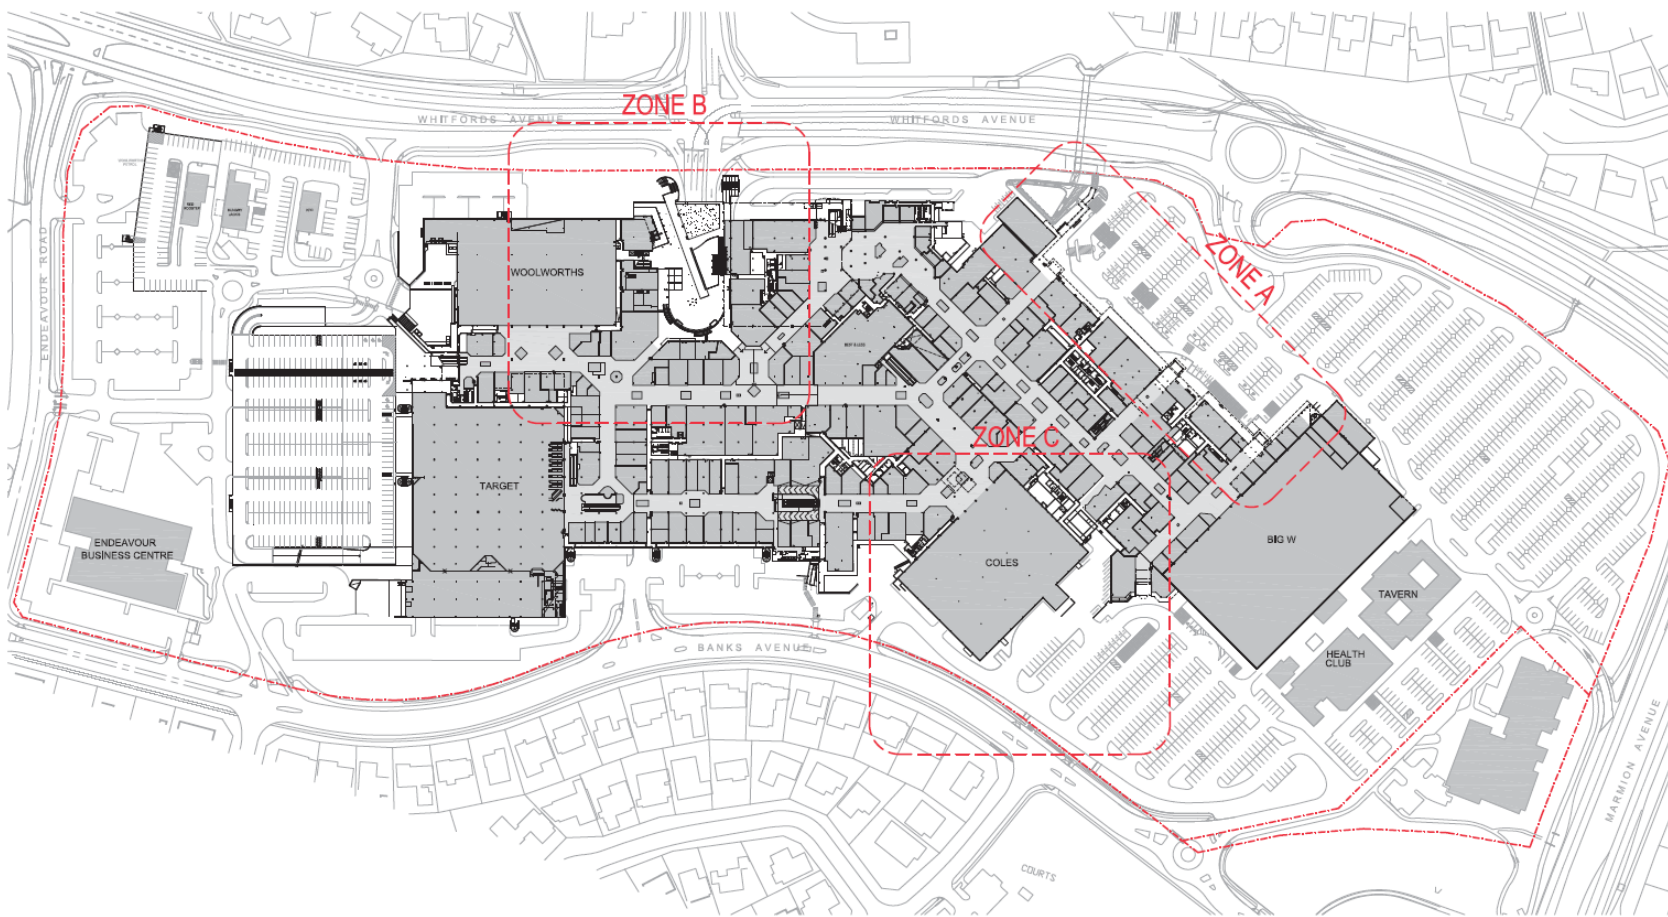 ZONE B
WHITFORDS AVENUE
WHITFORDS AVENUE
ZONE A
ENDEAVOUR ROAD
WOOLWORTHS
ZONE C
TARGET
ENDEAVOUR
BUSINESS CENTRE
COLES
BIG W
TAVERN
BANKS AVENUE
HEALTH
CLUB
MARMION AVENUE
COURTS